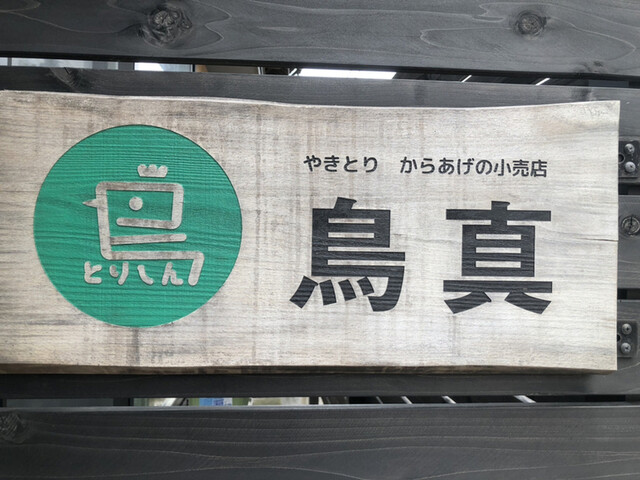 とりしん
やきとり からあげの小売店
鳥真